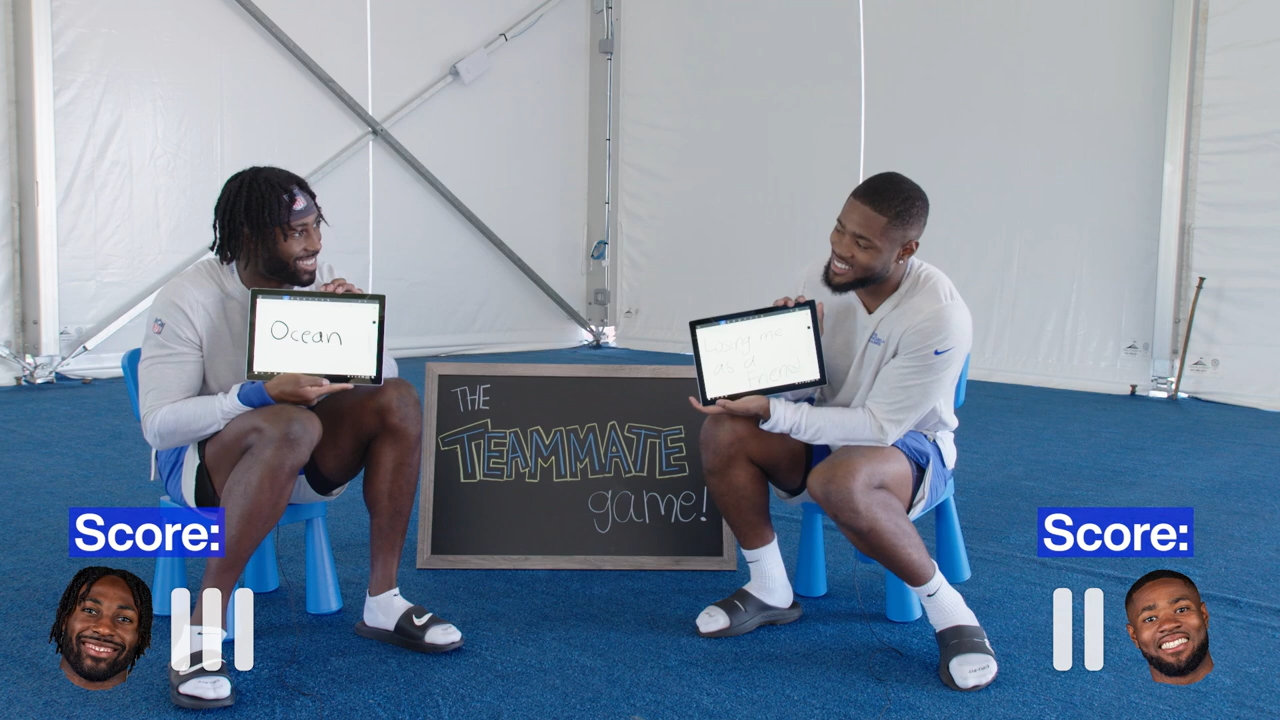 Ocean
Losing me
as a
friend!
THE
TEAMMATE
game!
Score:
Score: